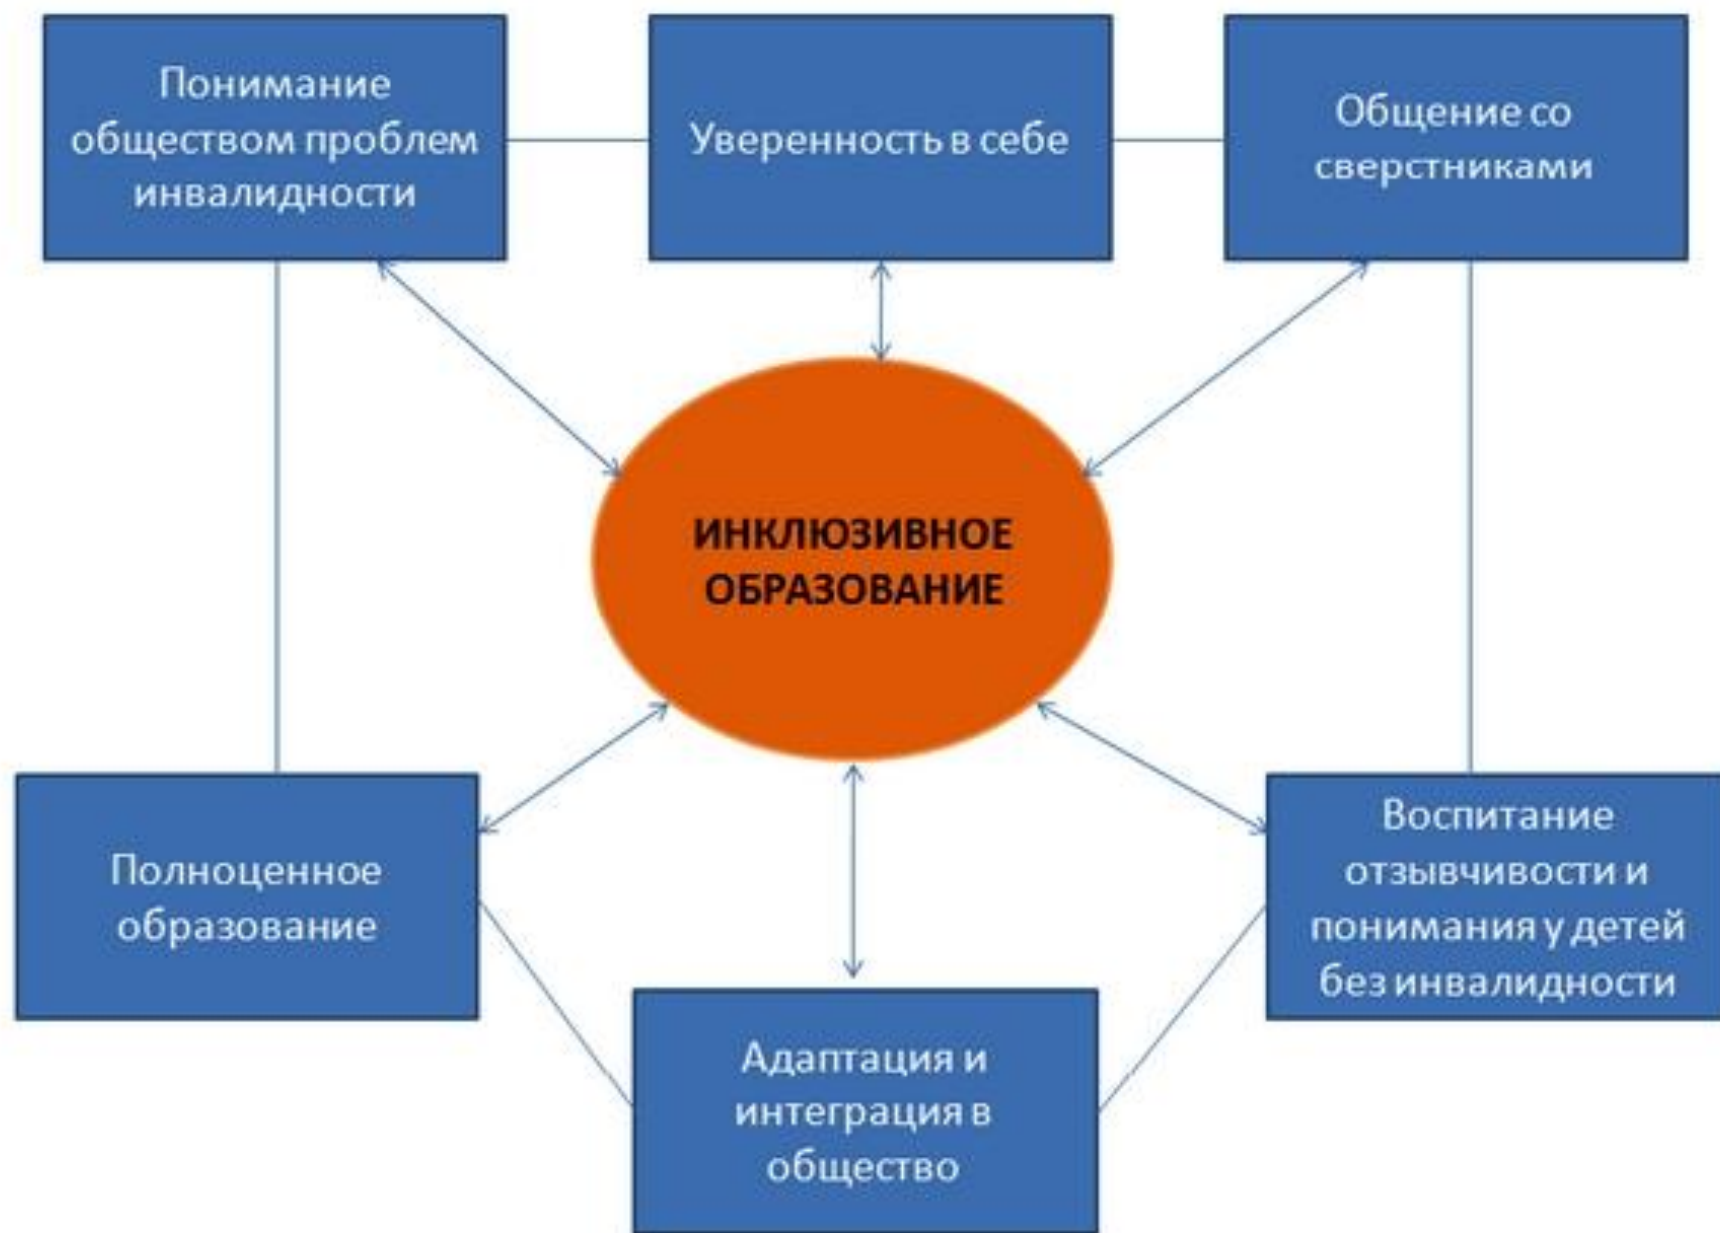 Понимание
обществом проблем
инвалидности
Уверенность в себе
Общение со
сверстниками
ИНКЛЮЗИВНОЕ
ОБРАЗОВАНИЕ
Полноценное
образование
Адаптация и
интеграция в
общество
Воспитание
отзывчивости и
понимания у детей
без инвалидности